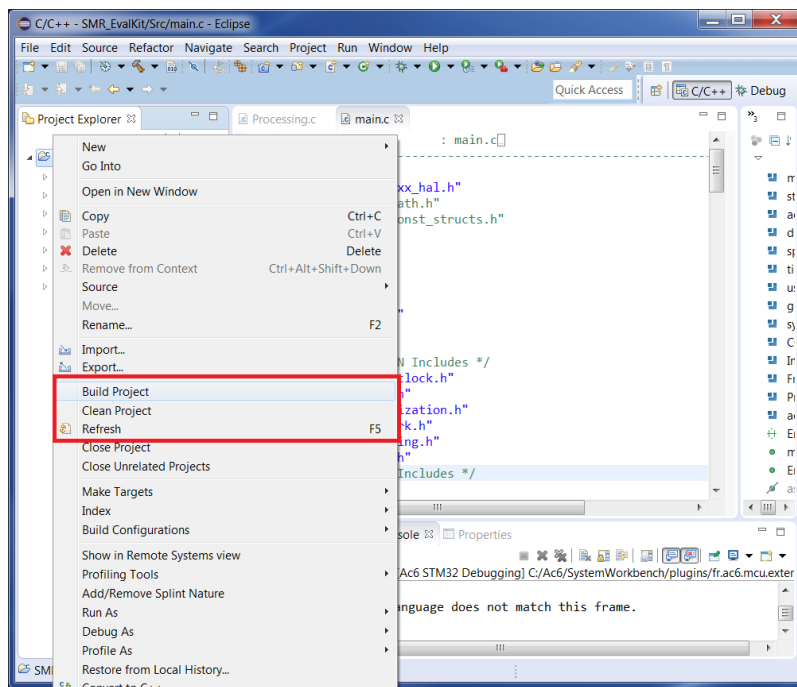 C/C++ - SMR_EvalKit/Src/main.c - Eclipse
File Edit Source Refactor Navigate Search Project Run Window Help
Quick Access C/C++ Debug
Project Explorer Processing.c main.c
New : main.c
Go Into
xx_hal.h"
Open in New Window
ath.h"
Copy Ctrl+C onst_structs.h"
Paste Ctrl+V
Delete Delete
Remove from Context Ctrl+Alt+Shift+Down
Source
Move...
Rename... F2
Import...
N Includes */
Export...
clock.h"
Build Project
h"
Clean Project ization.h"
Refresh F5 rk.h"
ing.h"
Close Project
h"
Close Unrelated Projects Includes */
Make Targets
Index
Build Configurations
sole Properties
Show in Remote Systems view
Profiling Tools [Ac6 STM32 Debugging] C:/Ac6/SystemWorkbench/plugins/fr.ac6.mcu.exter
Add/Remove Splint Nature
Run As anguage does not match this frame.
Debug As
Profile As
Restore from Local History...
SM